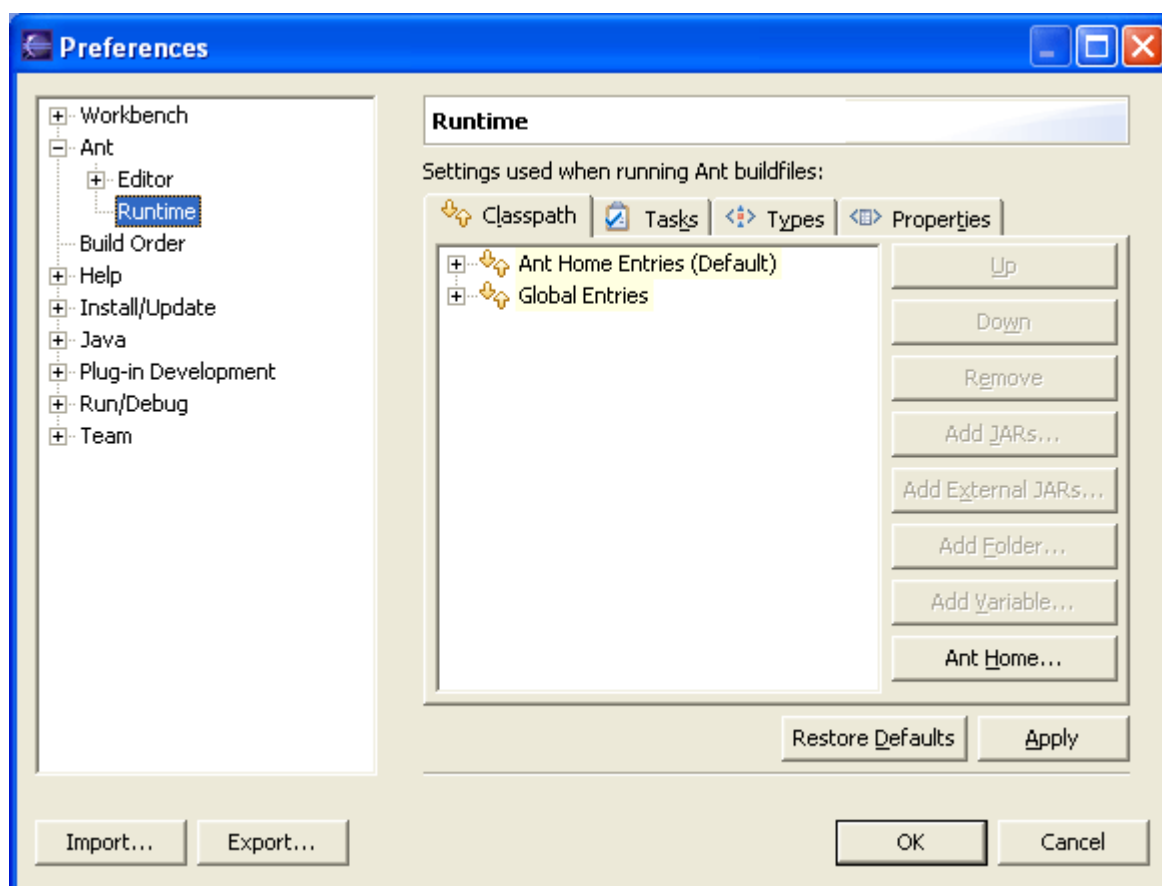 Preferences
Workbench
Ant
Editor
Runtime
Build Order
Help
Install/Update
Java
Plug-in Development
Run/Debug
Team
Runtime
Settings used when running Ant buildfiles:
Classpath Tasks Types Properties
Ant Home Entries (Default)
Global Entries
Up
Down
Remove
Add JARs...
Add External JARs...
Add Folder...
Add Variable...
Ant Home...
Restore Defaults Apply
Import... Export... OK Cancel